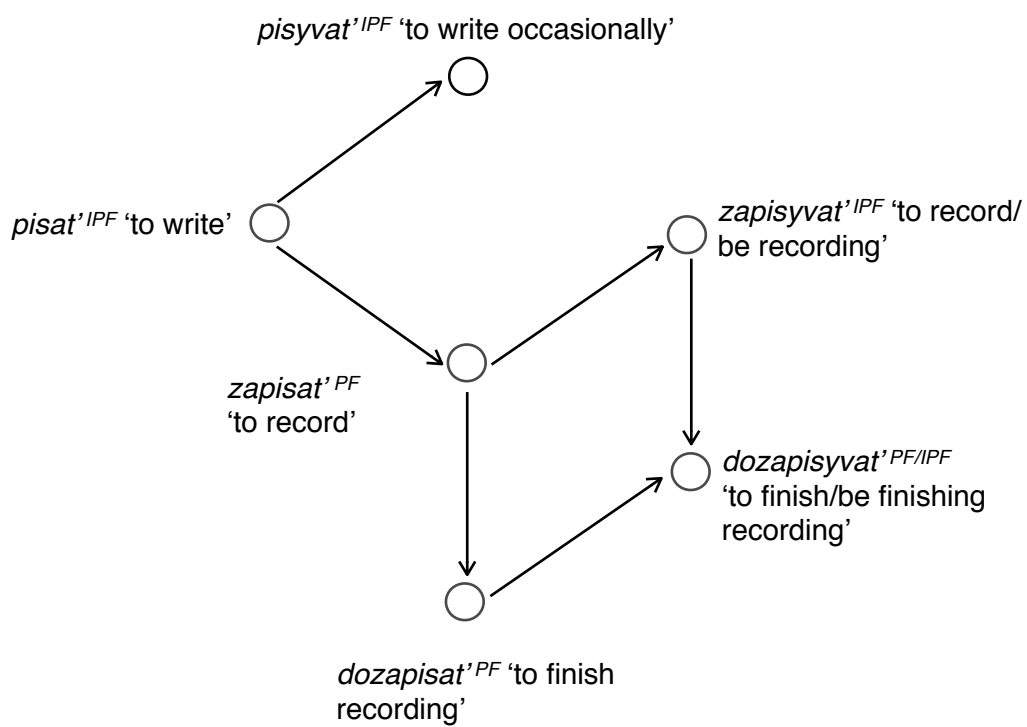 pisyvat’ IPF ‘to write occasionally’
pisat’ IPF ‘to write’
zapisyvat’ IPF ‘to record/
be recording’
zapisat’ PF
‘to record’
dozapisyvat’ PF/IPF
‘to finish/be finishing
recording’
dozapisat’ PF ‘to finish
recording’